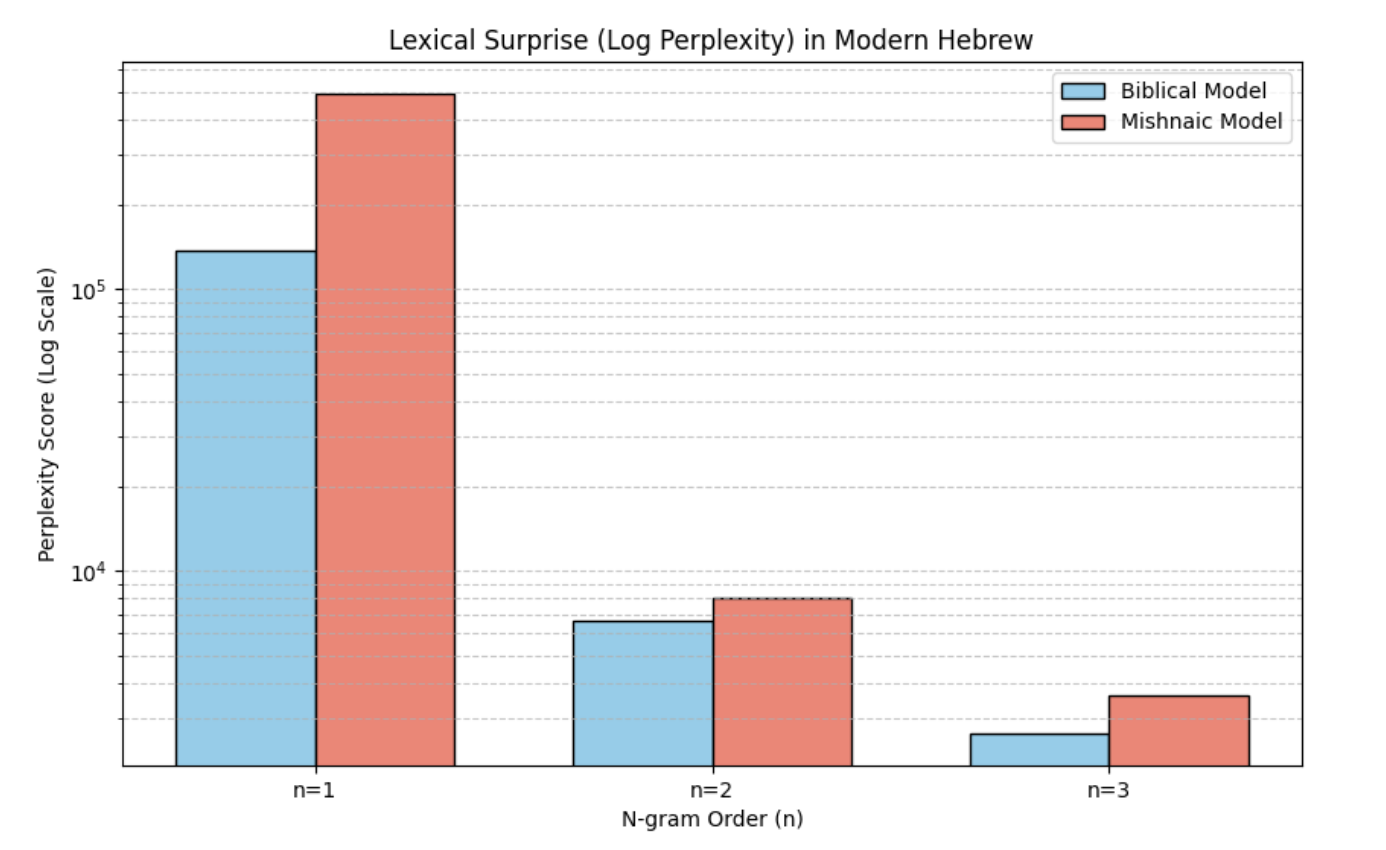 Lexical Surprise (Log Perplexity) in Modern Hebrew
Biblical Model
Mishnaic Model
Perplexity Score (Log Scale)
10⁵
10⁴
n=1 n=2 n=3
N-gram Order (n)